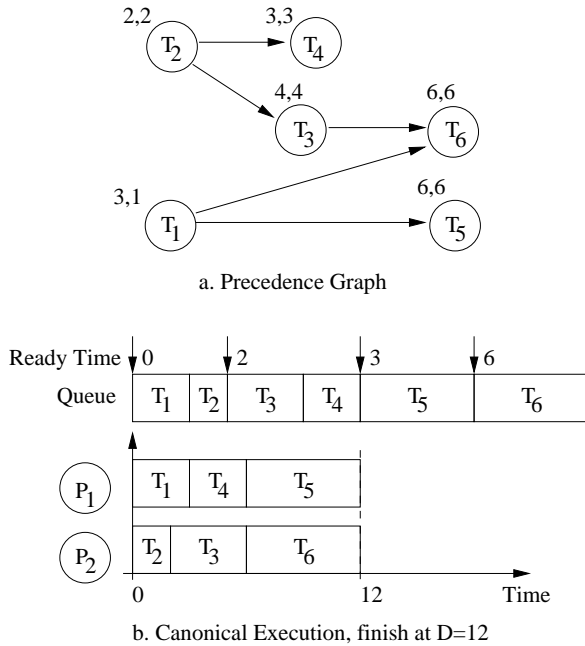 2,2
3,3
T2
T4
4,4
6,6
T3
T6
3,1
6,6
T1
T5
a. Precedence Graph
Ready Time 0 2 3 6
Queue T1 T2 T3 T4 T5 T6
P1 T1 T4 T5
P2 T2 T3 T6
0 12 Time
b. Canonical Execution, finish at D=12